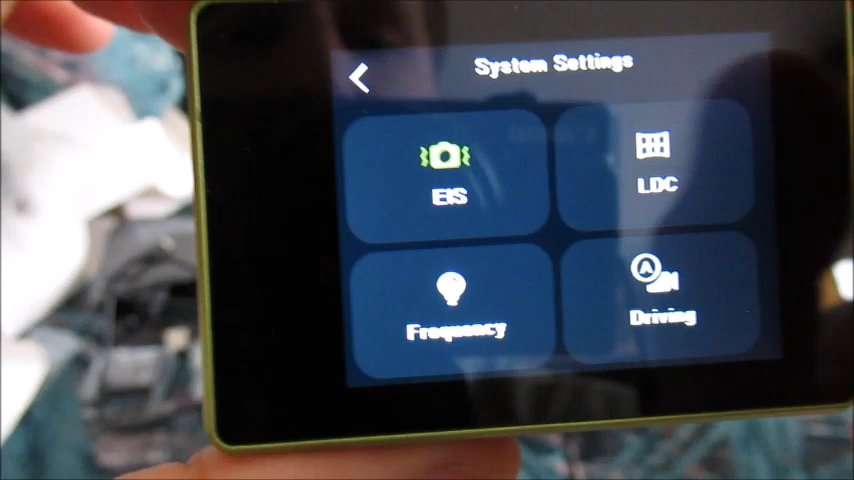 System Settings
EIS
LDC
Frequency
A
Driving